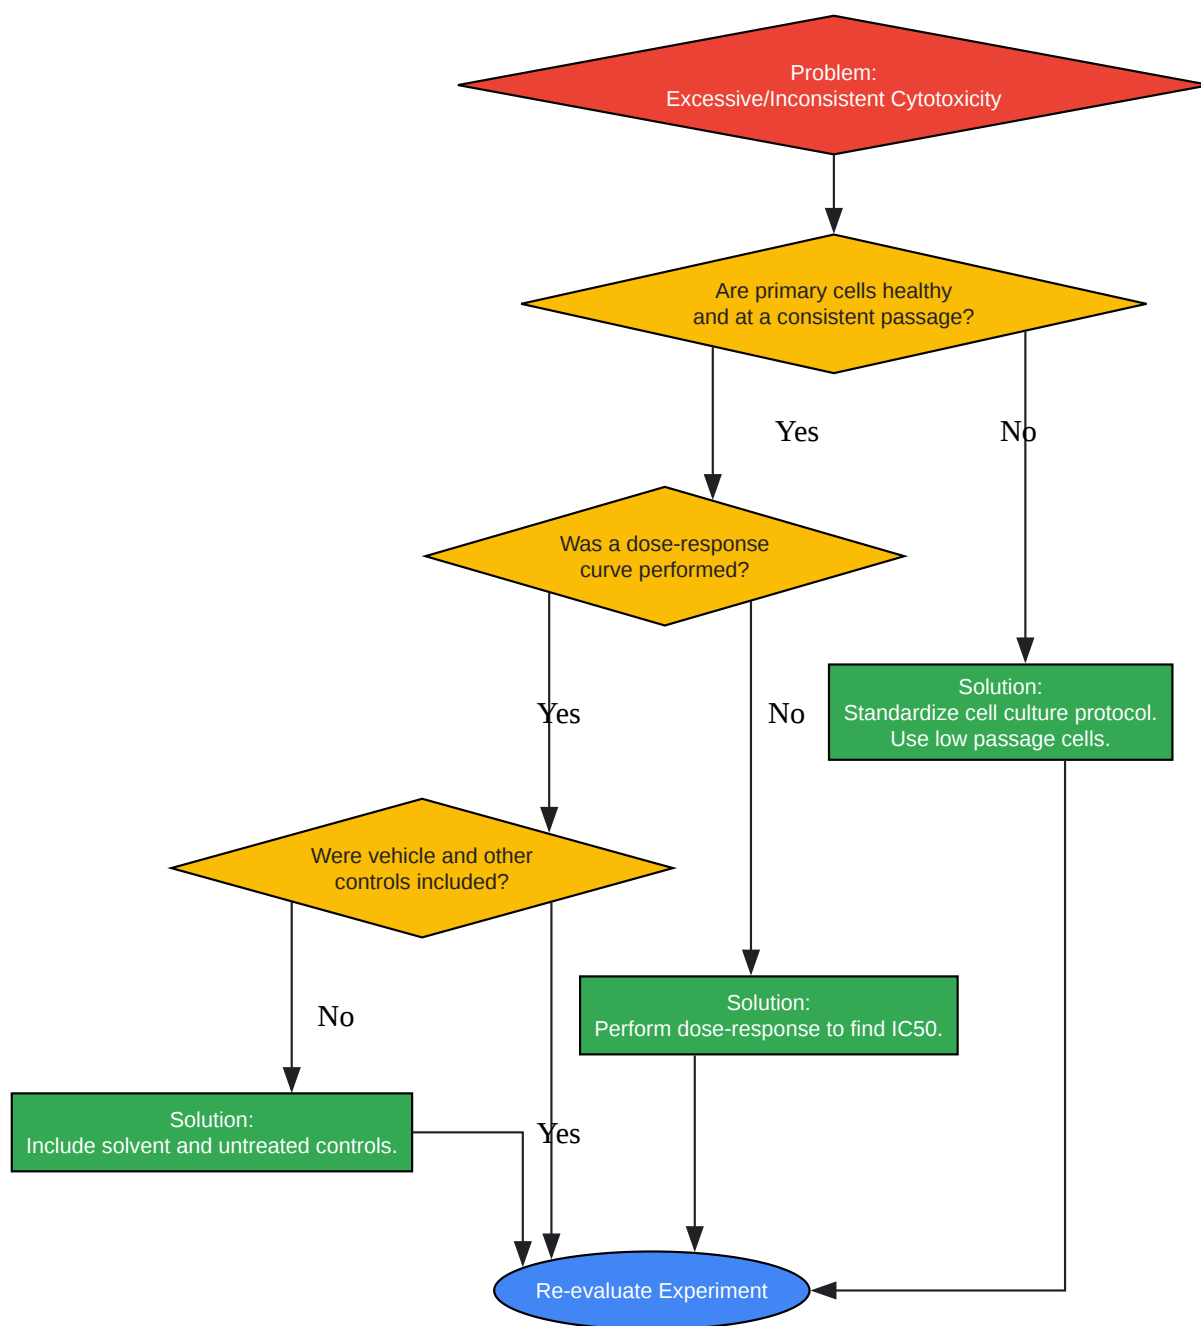 Problem:
Excessive/Inconsistent Cytotoxicity
Are primary cells healthy
and at a consistent passage?
Yes
No
Was a dose-response
curve performed?
Yes
No
Solution:
Standardize cell culture protocol.
Use low passage cells.
Were vehicle and other
controls included?
No
Yes
Solution:
Perform dose-response to find IC50.
Solution:
Include solvent and untreated controls.
Re-evaluate Experiment